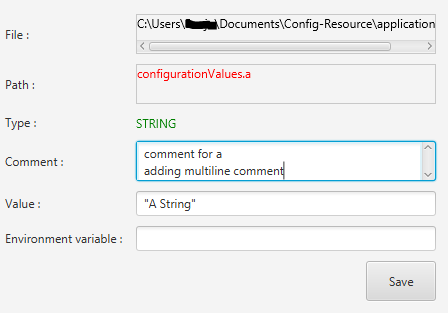 File :
C:\Users\ \Documents\Config-Resource\application
Path :
configurationValues.a
Type :
STRING
Comment :
comment for a
adding multiline comment
Value :
"A String"
Environment variable :
Save